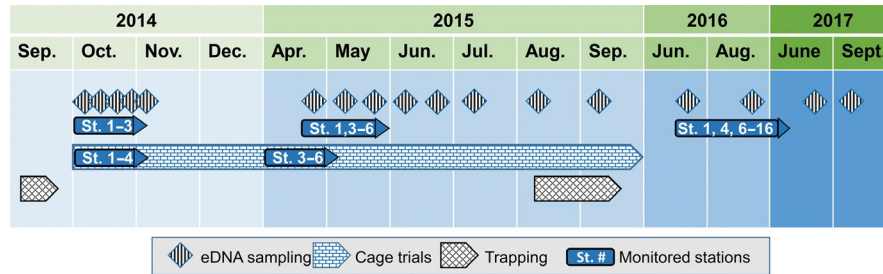 2014 2015 2016 2017
Sep. Oct. Nov. Dec. Apr. May Jun. Jul. Aug. Sep. Jun. Aug. June Sept.
St. 1–3 St. 1,3–6 St. 1, 4, 6–16
St. 1–4 St. 3–6
eDNA sampling Cage trials Trapping St. # Monitored stations